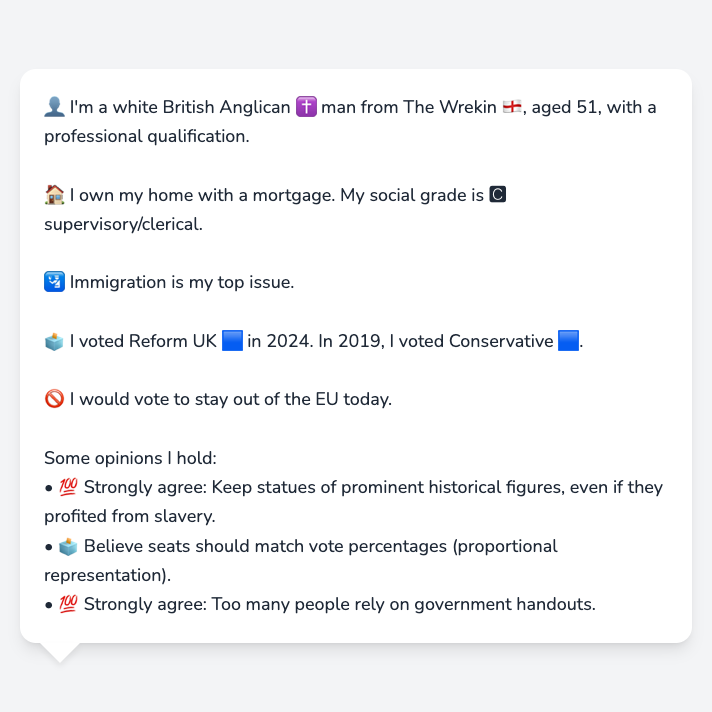 👤 I'm a white British Anglican ✝️ man from The Wrekin 🏴󠁧󠁢󠁥󠁮󠁧󠁿, aged 51, with a
professional qualification.
🏠 I own my home with a mortgage. My social grade is 🅲
supervisory/clerical.
🛂 Immigration is my top issue.
🗳️ I voted Reform UK 🟦 in 2024. In 2019, I voted Conservative 🟦.
🚫 I would vote to stay out of the EU today.
Some opinions I hold:
• 💯 Strongly agree: Keep statues of prominent historical figures, even if they
profited from slavery.
• 🗳️ Believe seats should match vote percentages (proportional
representation).
• 💯 Strongly agree: Too many people rely on government handouts.